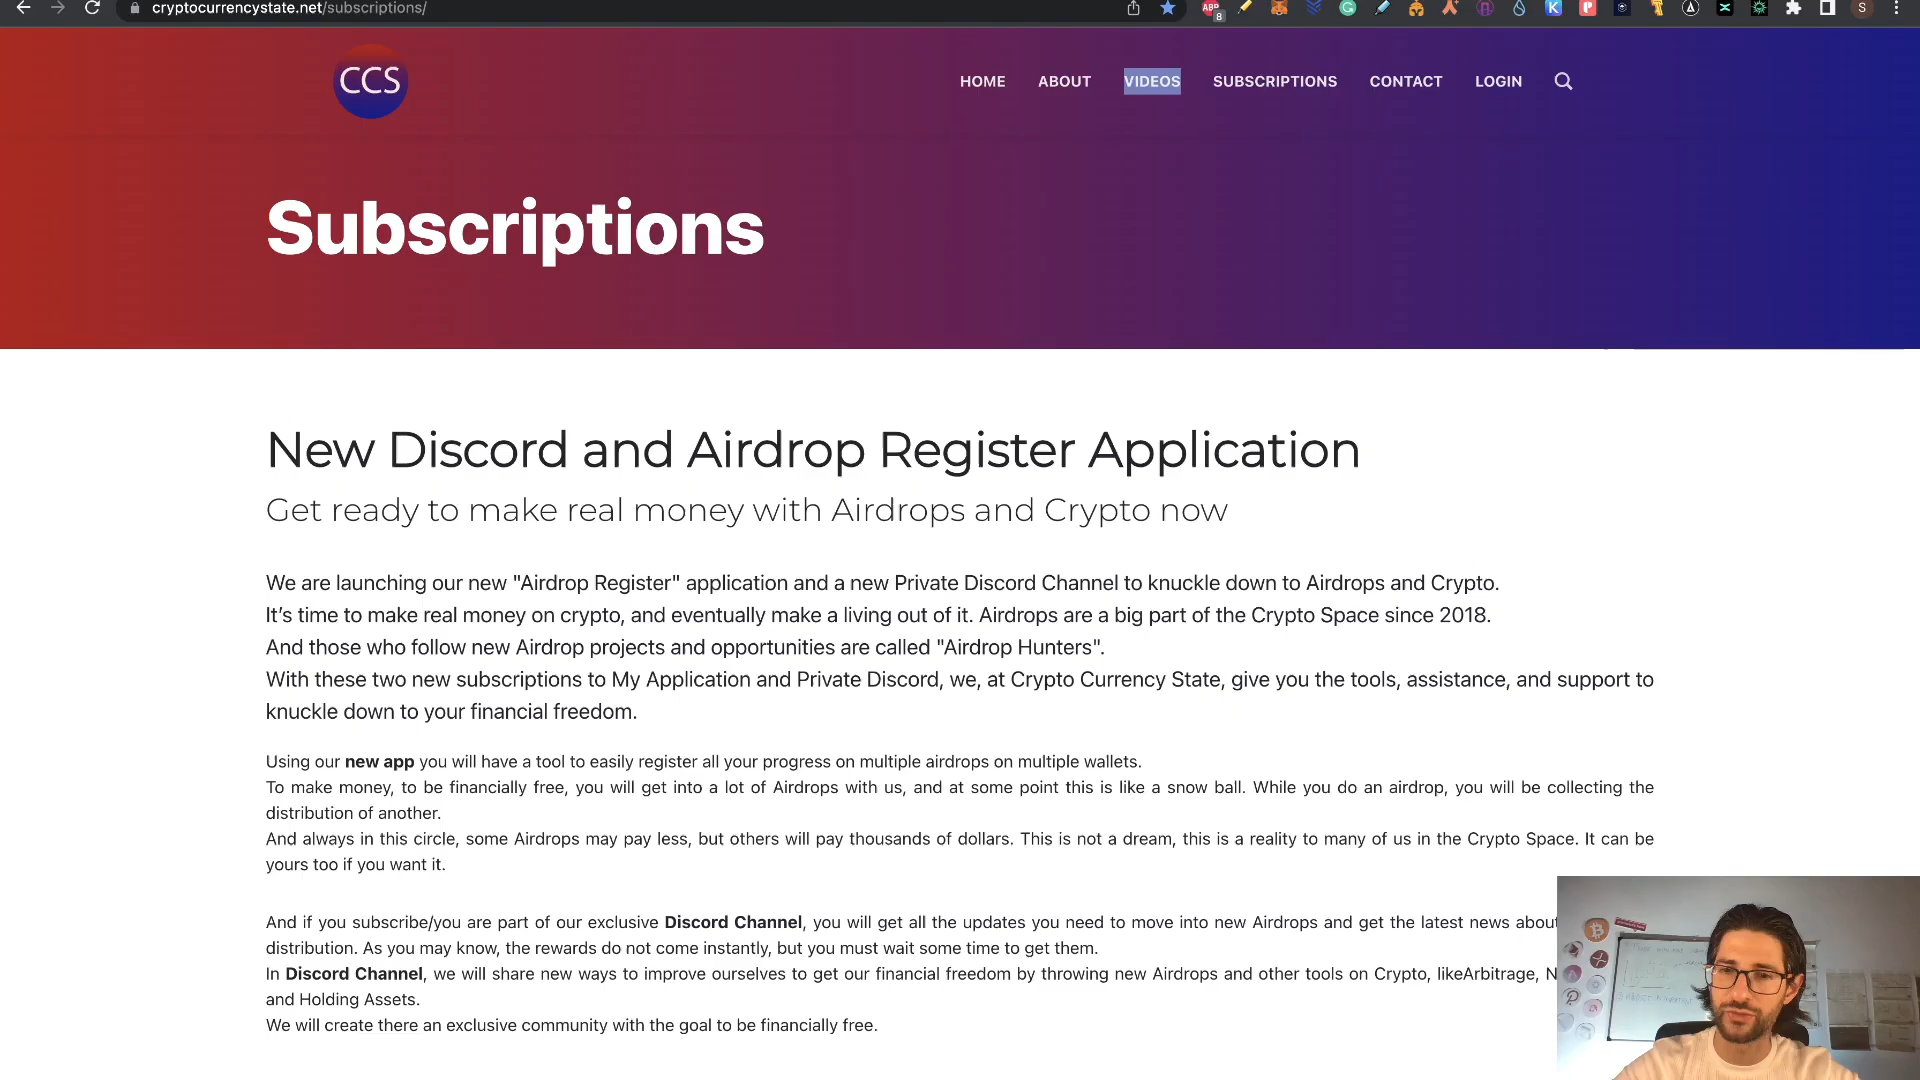 cryptocurrencystate.net/subscriptions/
CCS
HOME ABOUT VIDEOS SUBSCRIPTIONS CONTACT LOGIN
Subscriptions
New Discord and Airdrop Register Application
Get ready to make real money with Airdrops and Crypto now
We are launching our new "Airdrop Register" application and a new Private Discord Channel to knuckle down to Airdrops and Crypto.
It’s time to make real money on crypto, and eventually make a living out of it. Airdrops are a big part of the Crypto Space since 2018.
And those who follow new Airdrop projects and opportunities are called "Airdrop Hunters".
With these two new subscriptions to My Application and Private Discord, we, at Crypto Currency State, give you the tools, assistance, and support to
knuckle down to your financial freedom.
Using our new app you will have a tool to easily register all your progress on multiple airdrops on multiple wallets.
To make money, to be financially free, you will get into a lot of Airdrops with us, and at some point this is like a snow ball. While you do an airdrop, you will be collecting the
distribution of another.
And always in this circle, some Airdrops may pay less, but others will pay thousands of dollars. This is not a dream, this is a reality to many of us in the Crypto Space. It can be
yours too if you want it.
And if you subscribe/you are part of our exclusive Discord Channel, you will get all the updates you need to move into new Airdrops and get the latest news about
distribution. As you may know, the rewards do not come instantly, but you must wait some time to get them.
In Discord Channel, we will share new ways to improve ourselves to get our financial freedom by throwing new Airdrops and other tools on Crypto, likeArbitrage, N
and Holding Assets.
We will create there an exclusive community with the goal to be financially free.